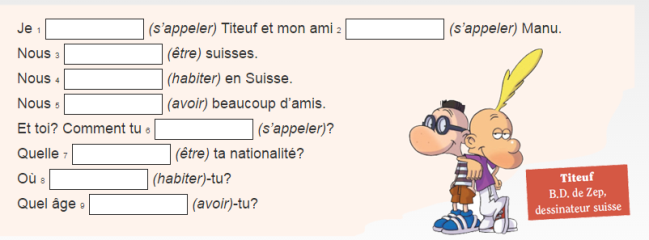 Je 1 (s'appeler) Titeuf et mon ami 2 (s'appeler) Manu.
Nous 3 (être) suisses.
Nous 4 (habiter) en Suisse.
Nous 5 (avoir) beaucoup d'amis.
Et toi? Comment tu 6 (s'appeler)?
Quelle 7 (être) ta nationalité?
Où 8 (habiter)-tu?
Quel âge 9 (avoir)-tu?
Titeuf
B.D. de Zep,
dessinateur suisse